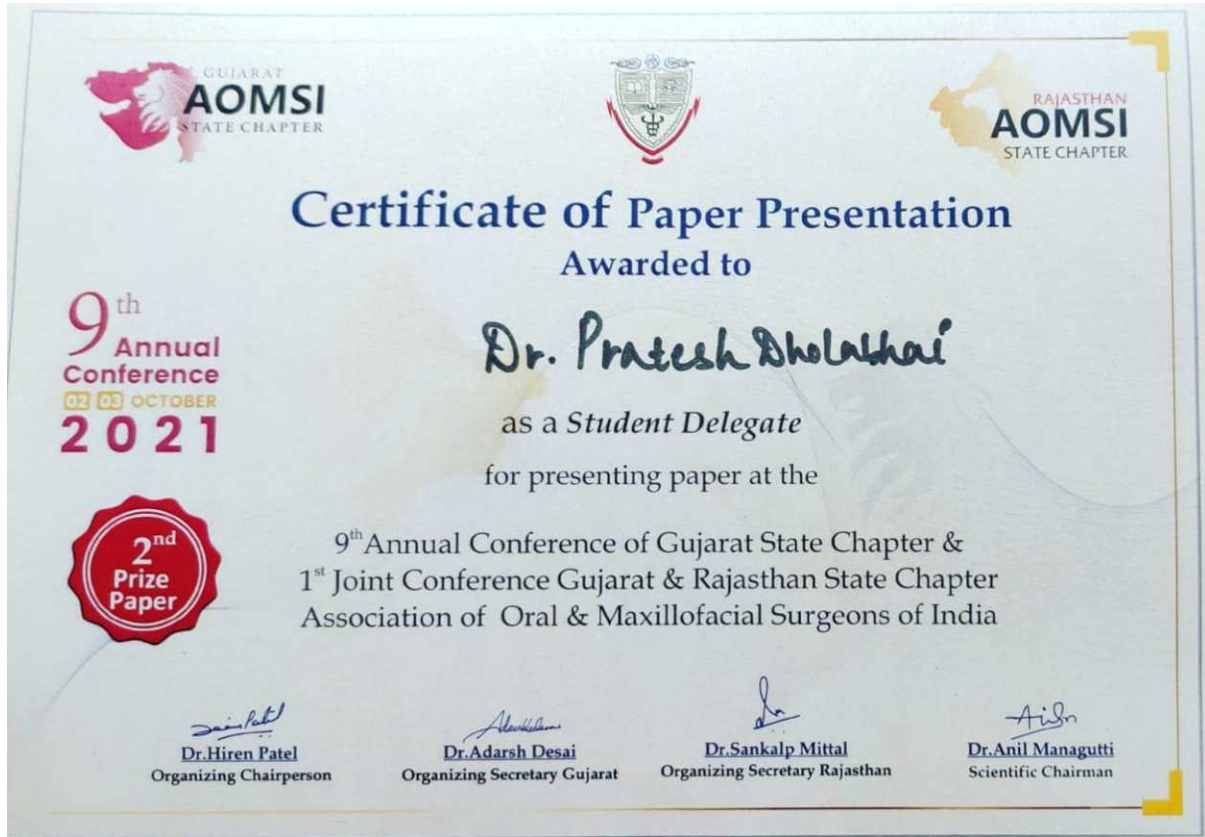 GUJARAT
AOMSI
STATE CHAPTER
RAJASTHAN
AOMSI
STATE CHAPTER
Certificate of Paper Presentation
Awarded to
9th
Annual
Conference
02 03 OCTOBER
2021
Dr. Pratesh Dholabhai
as a Student Delegate
for presenting paper at the
2nd
Prize
Paper
9th Annual Conference of Gujarat State Chapter &
1st Joint Conference Gujarat & Rajasthan State Chapter
Association of Oral & Maxillofacial Surgeons of India
Dr.Hiren Patel
Organizing Chairperson
Dr.Adarsh Desai
Organizing Secretary Gujarat
Dr.Sankalp Mittal
Organizing Secretary Rajasthan
Dr.Anil Managutti
Scientific Chairman